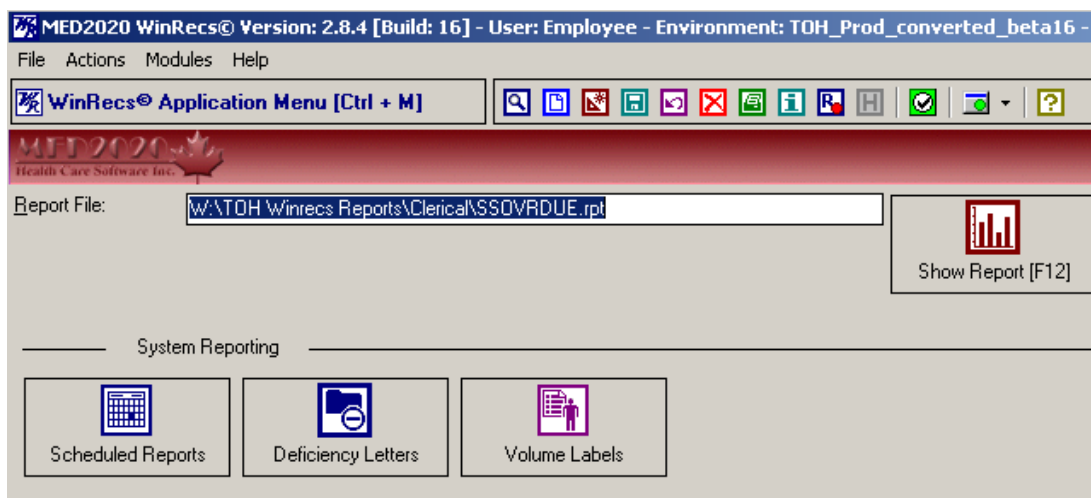 MED2020 WinRecs© Version: 2.8.4 [Build: 16] - User: Employee - Environment: TOH_Prod_converted_beta16 -
File Actions Modules Help
WinRecs© Application Menu [Ctrl + M]
MED2020
Health Care Software Inc.
Report File: W:\TOH Winrecs Reports\Clerical\SSOVRDUE.rpt
Show Report [F12]
System Reporting
Scheduled Reports Deficiency Letters Volume Labels